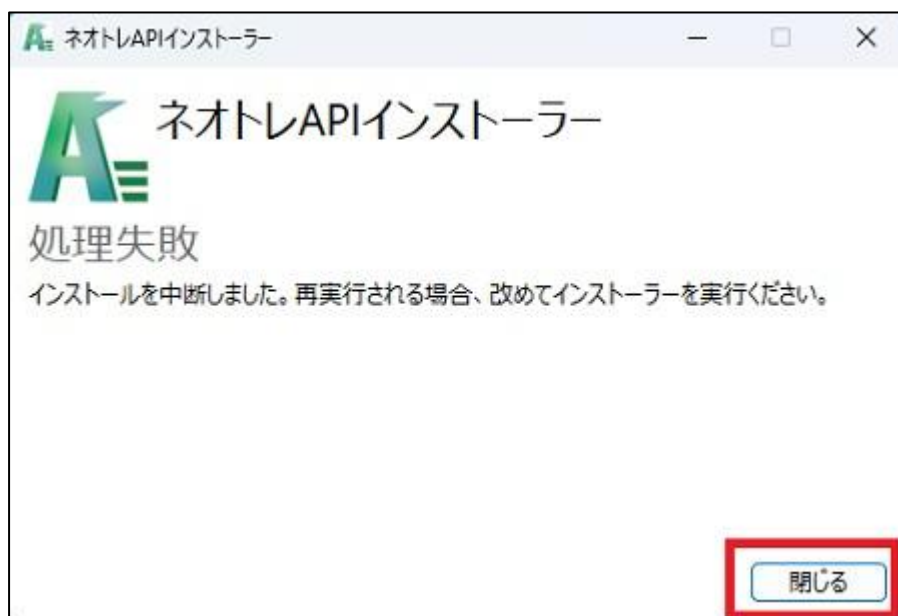 ネオトレAPIインストーラー
ネオトレAPIインストーラー
処理失敗
インストールを中断しました。再実行される場合、改めてインストーラーを実行ください。
閉じる